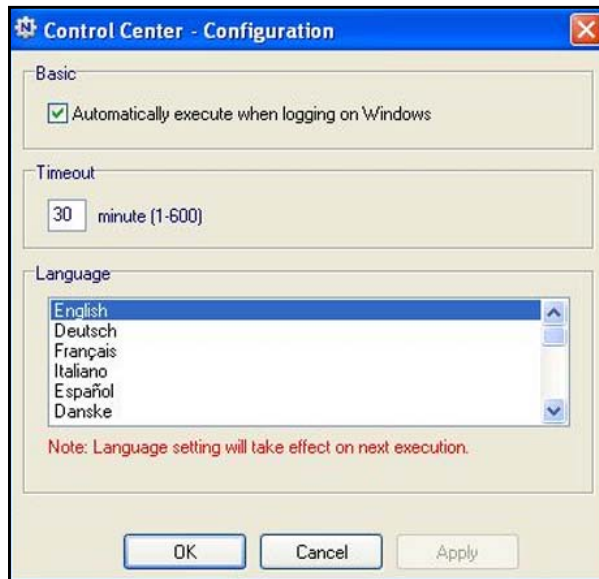 Control Center - Configuration
Basic
Automatically execute when logging on Windows
Timeout
30 minute (1-600)
Language
English
Deutsch
Français
Italiano
Español
Danske
Note: Language setting will take effect on next execution.
OK Cancel Apply